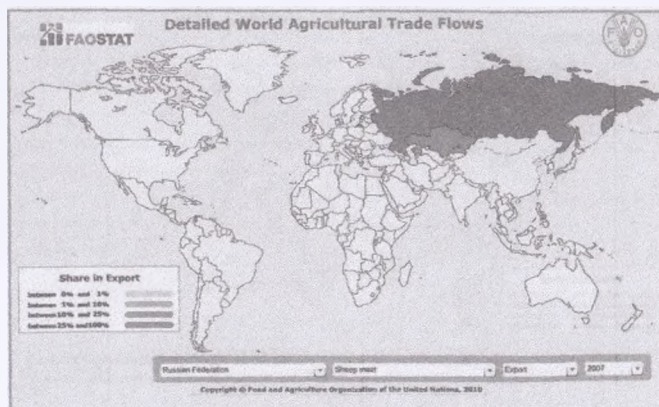 Detailed World Agricultural Trade Flows
FAOSTAT
Share in Export
between 0% and 1%
between 1% and 10%
between 10% and 25%
between 25% and 100%
Russian Federation Sheep meat Export 2007
Copyright © Food and Agriculture Organization of the United Nations, 2010